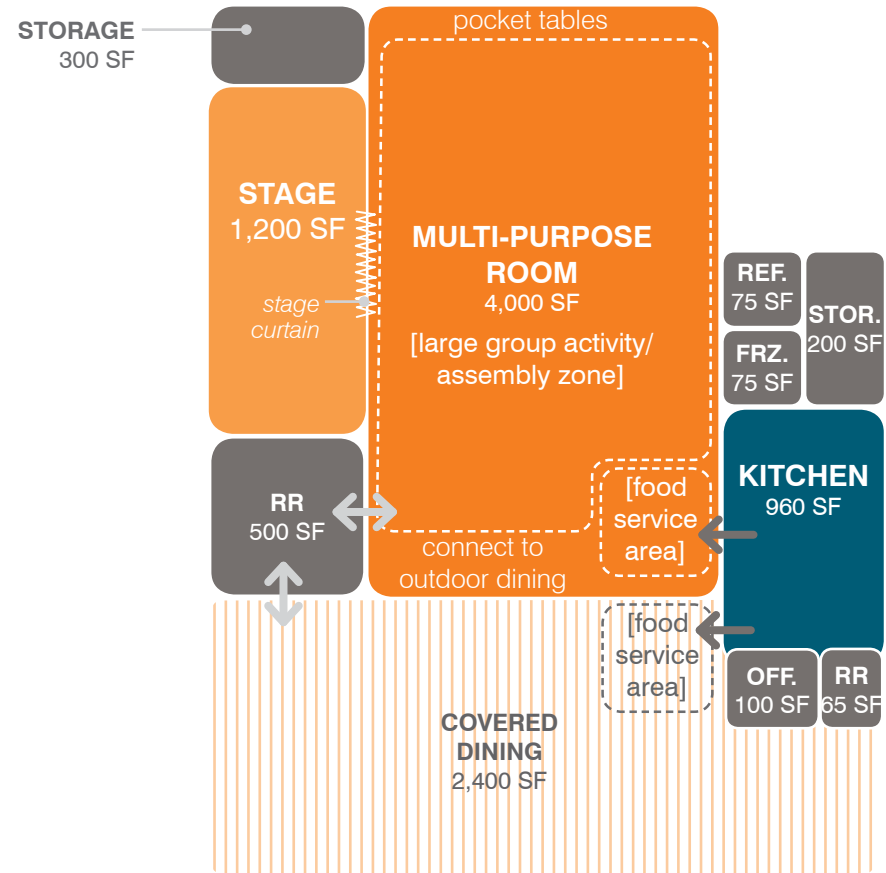 STORAGE
300 SF
pocket tables
STAGE
1,200 SF
stage
curtain
MULTI-PURPOSE
ROOM
4,000 SF
[large group activity/
assembly zone]
REF.
75 SF
STOR.
200 SF
FRZ.
75 SF
KITCHEN
960 SF
RR
500 SF
[food
service
area]
connect to
outdoor dining
[food
service
area]
OFF.
100 SF
RR
65 SF
COVERED
DINING
2,400 SF